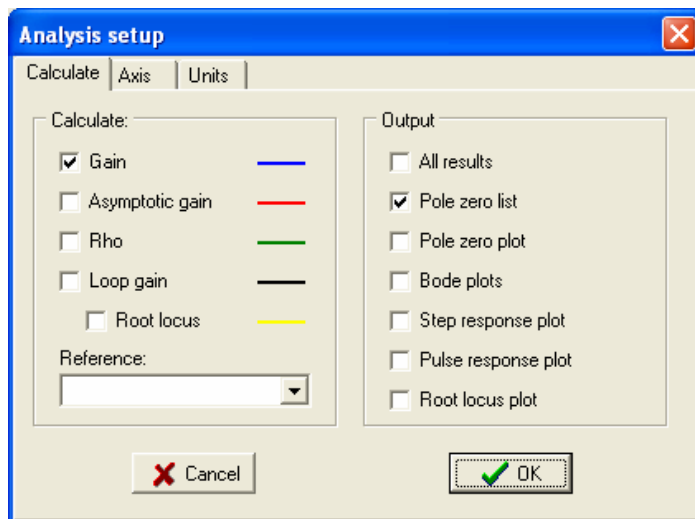 Analysis setup
Calculate Axis Units
Calculate:
Gain
Asymptotic gain
Rho
Loop gain
Root locus
Reference:
Output
All results
Pole zero list
Pole zero plot
Bode plots
Step response plot
Pulse response plot
Root locus plot
Cancel
OK